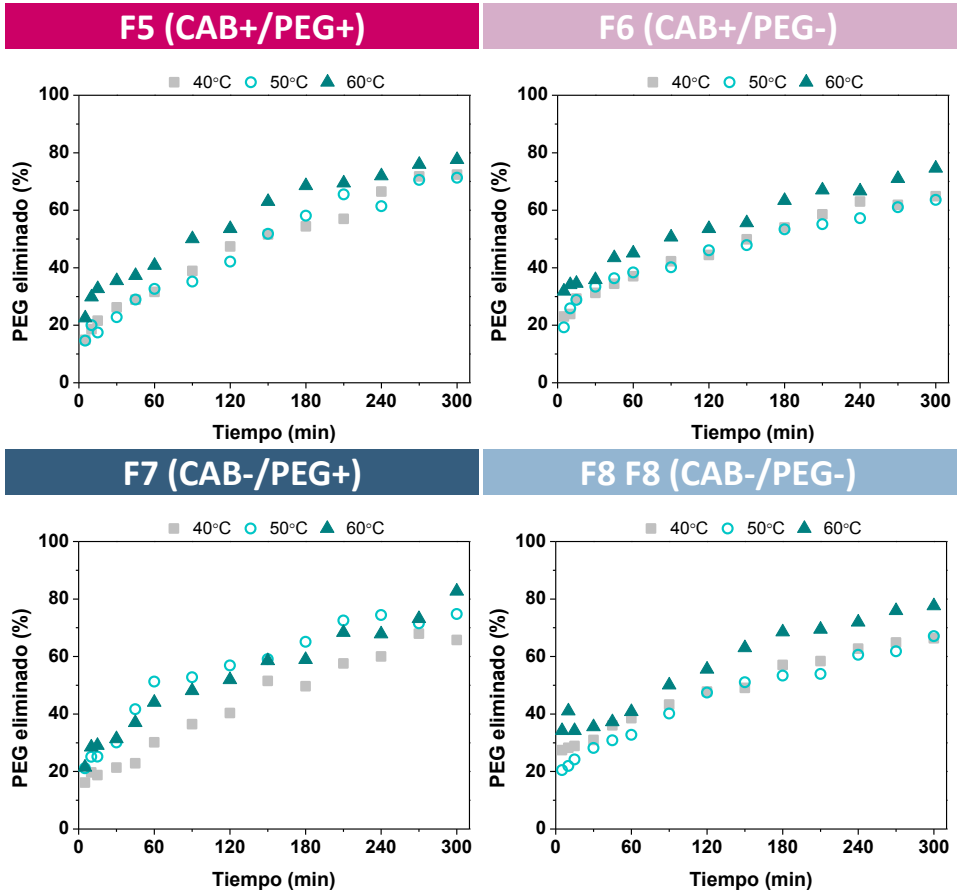 F5 (CAB+/PEG+)
40°C 50°C 60°C
100
80
60
40
20
0
PEG eliminado (%)
0 60 120 180 240 300
Tiempo (min)
F6 (CAB+/PEG-)
40°C 50°C 60°C
100
80
60
40
20
0
PEG eliminado (%)
0 60 120 180 240 300
Tiempo (min)
F7 (CAB-/PEG+)
40°C 50°C 60°C
100
80
60
40
20
0
PEG eliminado (%)
0 60 120 180 240 300
Tiempo (min)
F8 F8 (CAB-/PEG-)
40°C 50°C 60°C
100
80
60
40
20
0
PEG eliminado (%)
0 60 120 180 240 300
Tiempo (min)